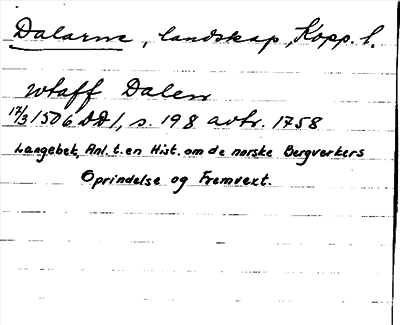 Dalarne, landskap, Kopp. l.
wtaff Dalen
17/3 1506 DD 1, s. 198 avtr. 1758
Langebek, Anl. t. en Hist. om de norske Bergverkers
Oprindelse og Fremvext.